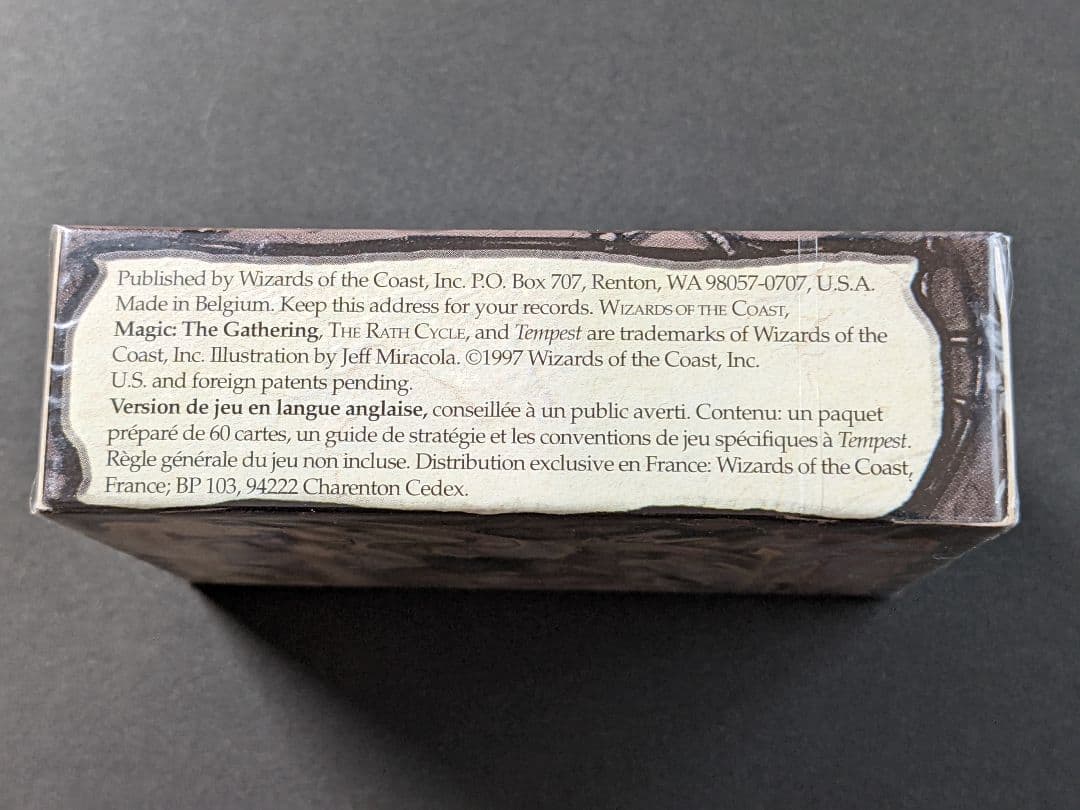 Published by Wizards of the Coast, Inc. P.O. Box 707, Renton, WA 98057-0707, U.S.A.
Made in Belgium. Keep this address for your records. WIZARDS OF THE COAST,
Magic: The Gathering, THE RATH CYCLE, and Tempest are trademarks of Wizards of the
Coast, Inc. Illustration by Jeff Miracola. ©1997 Wizards of the Coast, Inc.
U.S. and foreign patents pending.
Version de jeu en langue anglaise, conseillée à un public averti. Contenu: un paquet
préparé de 60 cartes, un guide de stratégie et les conventions de jeu spécifiques à Tempest.
Règle générale du jeu non incluse. Distribution exclusive en France: Wizards of the Coast,
France; BP 103, 94222 Charenton Cedex.